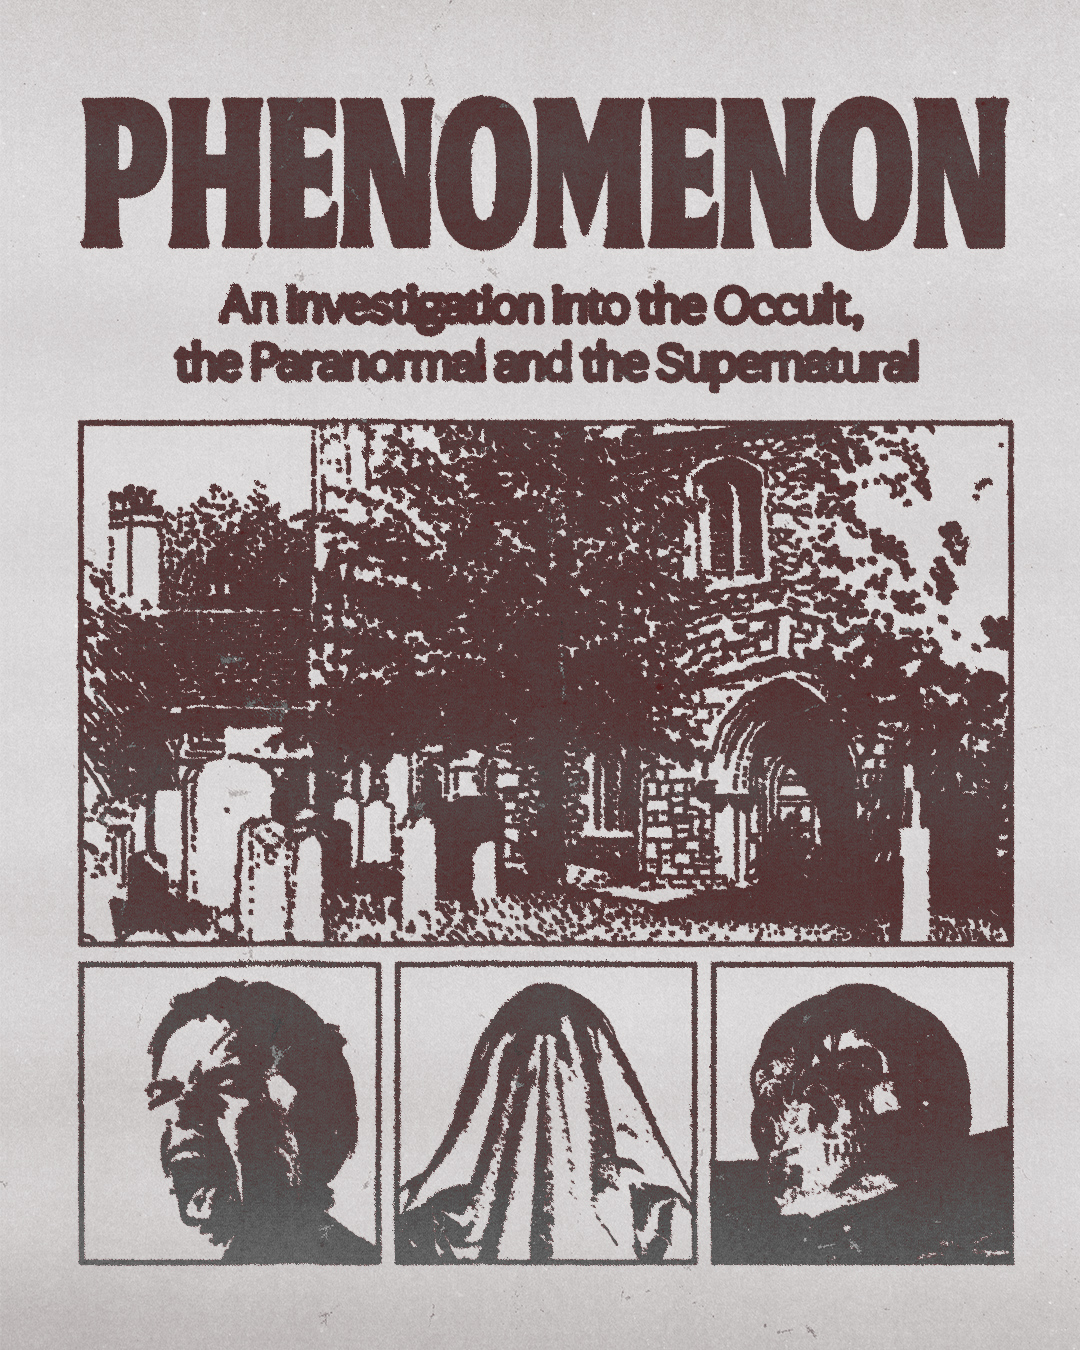 PHENOMENON
An Investigation into the Occult,
the Paranormal and the Supernatural